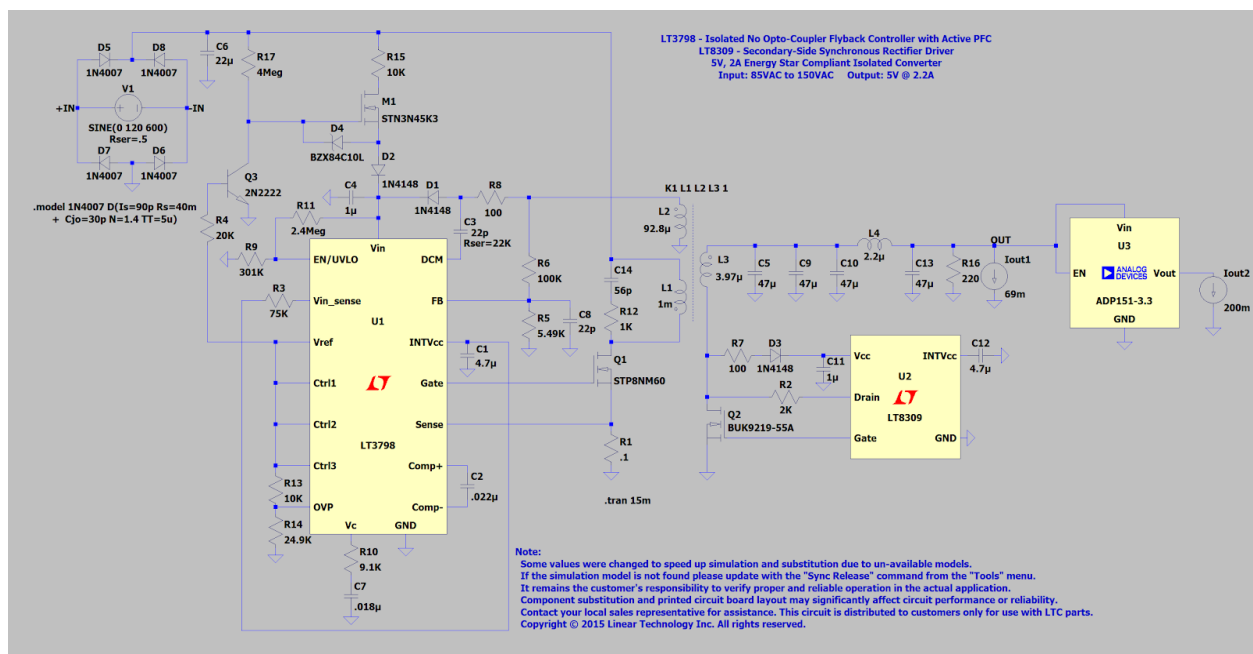 LT3798 - Isolated No Opto-Coupler Flyback Controller with Active PFC
LT8309 - Secondary-Side Synchronous Rectifier Driver
5V, 2A Energy Star Compliant Isolated Converter
Input: 85VAC to 150VAC Output: 5V @ 2.2A
D5
1N4007
D8
1N4007
V1
+IN
-IN
SINE(0 120 600)
Rser=.5
D7
1N4007
D6
1N4007
.model 1N4007 D(Is=90p Rs=40m
+ Cjo=30p N=1.4 TT=5u)
C6
22µ
R17
4Meg
R15
10K
M1
STN3N45K3
D4
BZX84C10L
D2
1N4148
Q3
2N2222
R4
20K
C4
1µ
D1
1N4148
R8
100
C3
22p
Rser=22K
R11
2.4Meg
R9
301K
R3
75K
Vin
EN/UVLO
DCM
Vin_sense
FB
U1
Vref
INTVcc
Ctrl1
Gate
Ctrl2
Sense
LT3798
Ctrl3
Comp+
OVP
Comp-
Vc
GND
R13
10K
R14
24.9K
R10
9.1K
C7
.018µ
C2
.022µ
C1
4.7µ
R6
100K
R5
5.49K
C8
22p
C14
56p
R12
1K
Q1
STP8NM60
R1
.1
.tran 15m
K1 L1 L2 L3 1
L2
92.8µ
L1
1m
L3
3.97µ
C5
47µ
C9
47µ
C10
47µ
L4
2.2µ
C13
47µ
R16
220
OUT
Iout1
69m
Vin
U3
EN
ANALOG
DEVICES
Vout
ADP151-3.3
GND
Iout2
200m
R7
100
D3
1N4148
C11
1µ
R2
2K
Q2
BUK9219-55A
Vcc
INTVcc
U2
Drain
LT8309
Gate
GND
C12
4.7µ
Note:
Some values were changed to speed up simulation and substitution due to un-available models.
If the simulation model is not found please update with the "Sync Release" command from the "Tools" menu.
It remains the customer's responsibility to verify proper and reliable operation in the actual application.
Component substitution and printed circuit board layout may significantly affect circuit performance or reliability.
Contact your local sales representative for assistance. This circuit is distributed to customers only for use with LTC parts.
Copyright © 2015 Linear Technology Inc. All rights reserved.